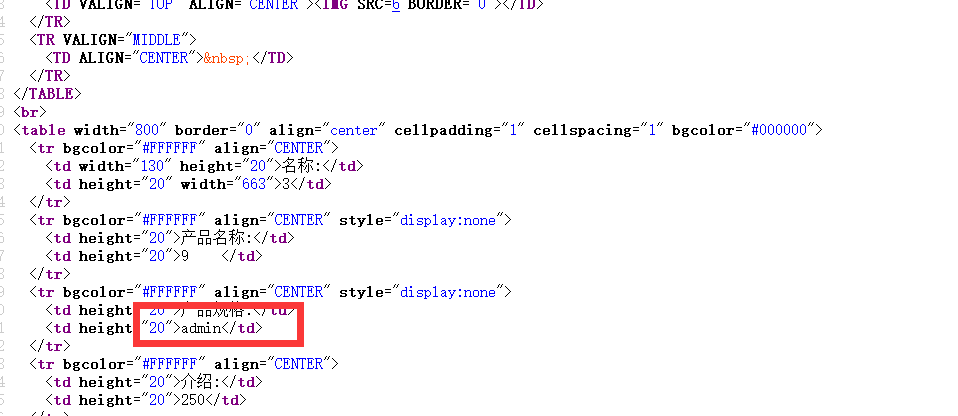 <TD VALIGN="TOP" ALIGN="CENTER"><IMG SRC=6 BORDER="0"></TD>
</TR>
<TR VALIGN="MIDDLE">
<TD ALIGN="CENTER">&nbsp;</TD>
</TR>
</TABLE>
<br>
<table width="800" border="0" align="center" cellpadding="1" cellspacing="1" bgcolor="#000000">
<tr bgcolor="#FFFFFF" align="CENTER">
<td width="130" height="20">名称:</td>
<td height="20" width="663">3</td>
</tr>
<tr bgcolor="#FFFFFF" align="CENTER" style="display:none">
<td height="20">产品名称:</td>
<td height="20">9    </td>
</tr>
<tr bgcolor="#FFFFFF" align="CENTER" style="display:none">
<td height="20">产品规格:</td>
<td height="20">admin</td>
</tr>
<tr bgcolor="#FFFFFF" align="CENTER">
<td height="20">介绍:</td>
<td height="20">250</td>